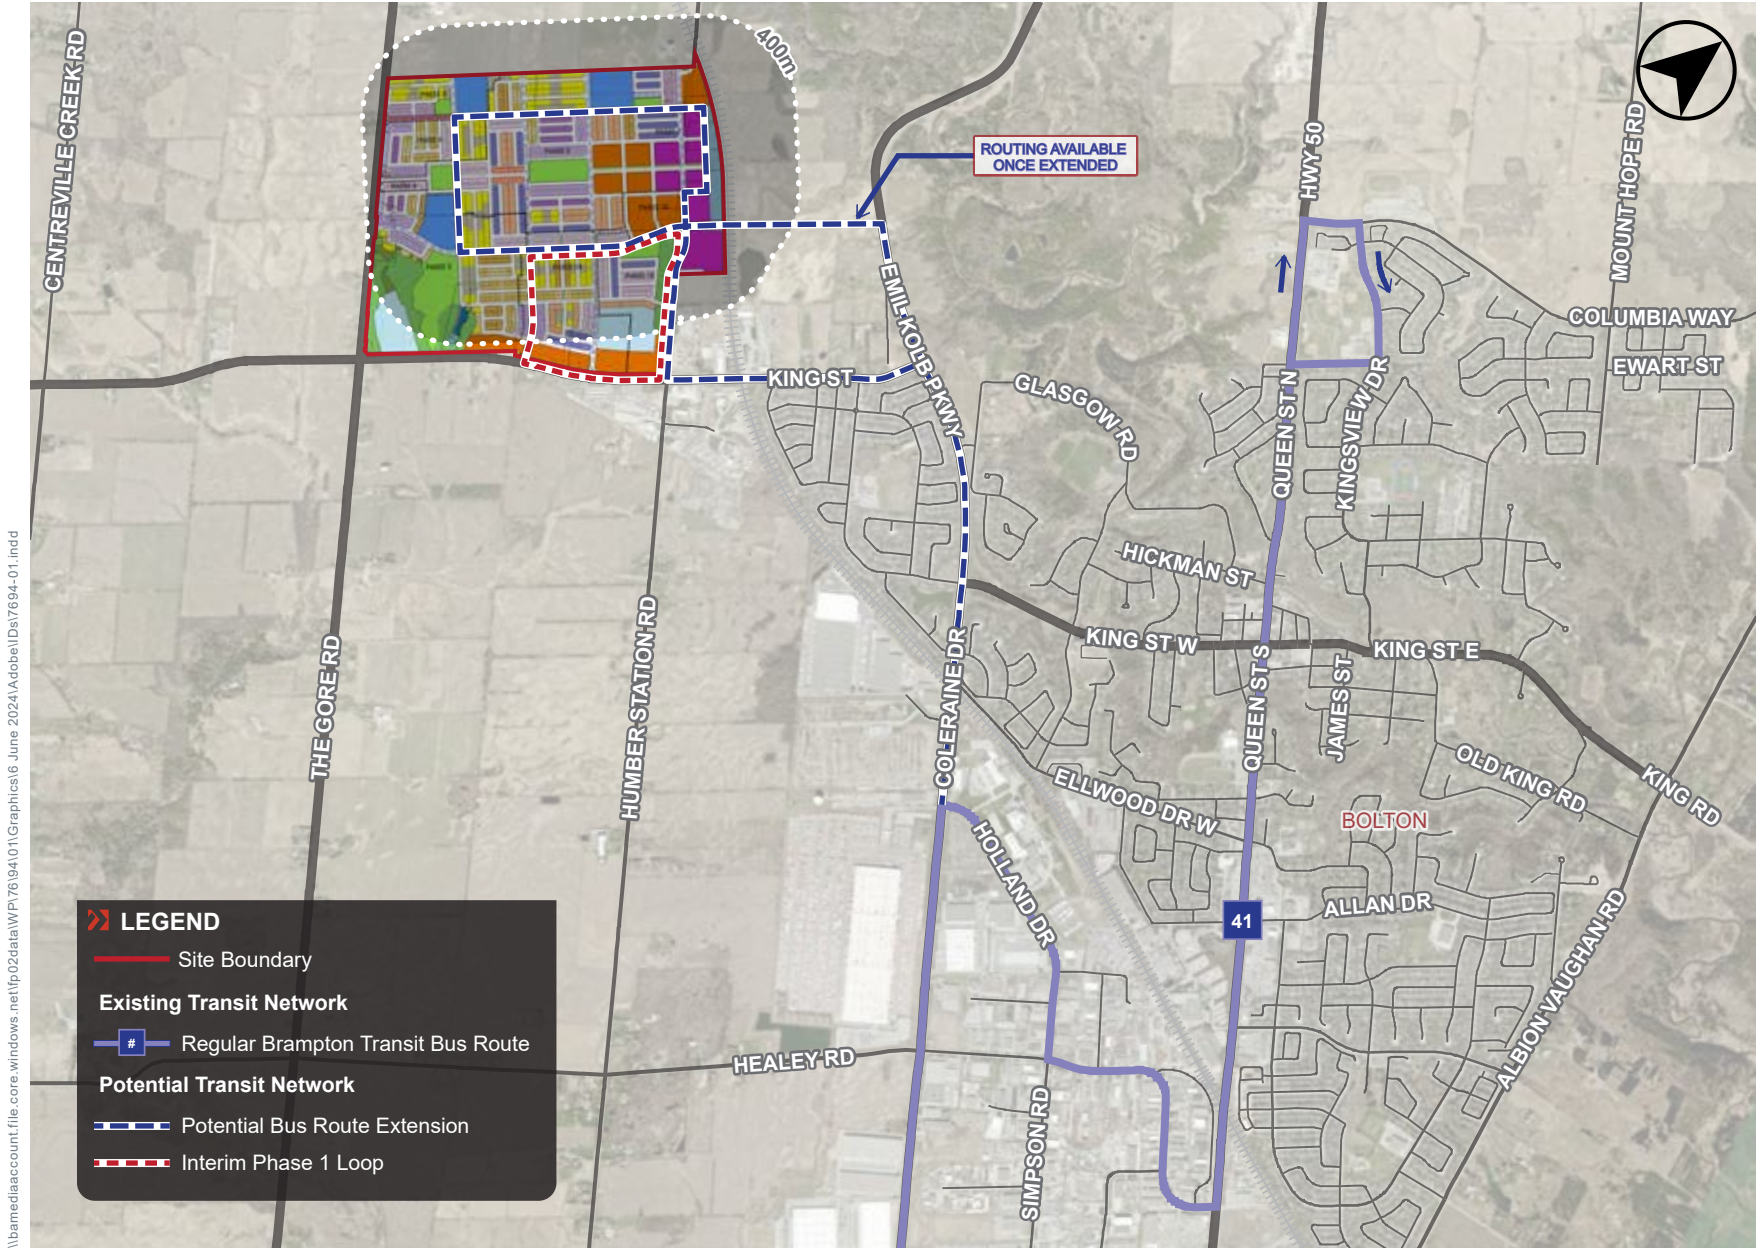 400m
ROUTING AVAILABLE
ONCE EXTENDED
CENTREVILLE CREEK RD
HWY 50
MOUNT HOPE RD
EMIL KOLB PKWY
COLUMBIA WAY
EWART ST
KING ST
GLASGOW RD
QUEEN ST N
KINGSVIEW DR
HICKMAN ST
KING ST W
KING ST E
THE GORE RD
HUMBER STATION RD
COLERAINE DR
QUEEN ST S
JAMES ST
OLD KING RD
KING RD
ELLWOOD DR W
BOLTON
HOLLAND DR
ALLAN DR
41
ALBION VAUGHAN RD
HEALEY RD
SIMPSON RD
LEGEND
Site Boundary
Existing Transit Network
# Regular Brampton Transit Bus Route
Potential Transit Network
Potential Bus Route Extension
Interim Phase 1 Loop
\\bamediaaccount.file.core.windows.net\fp02data\WP\76\94\01\Graphics\6 June 2024\Adobe\IDs\7694-01.indd